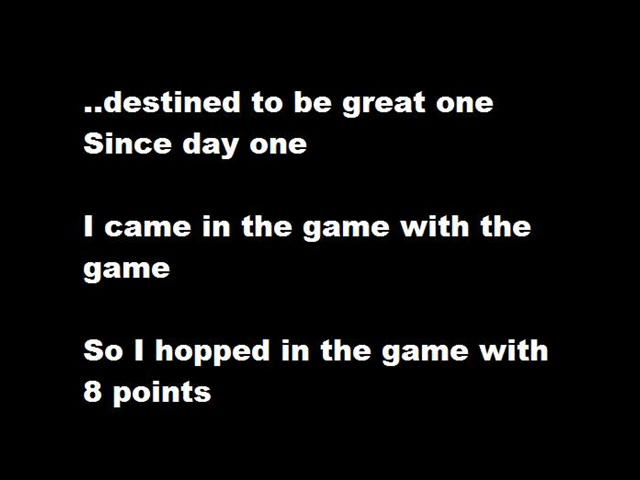 ..destined to be great one
Since day one
I came in the game with the
game
So I hopped in the game with
8 points